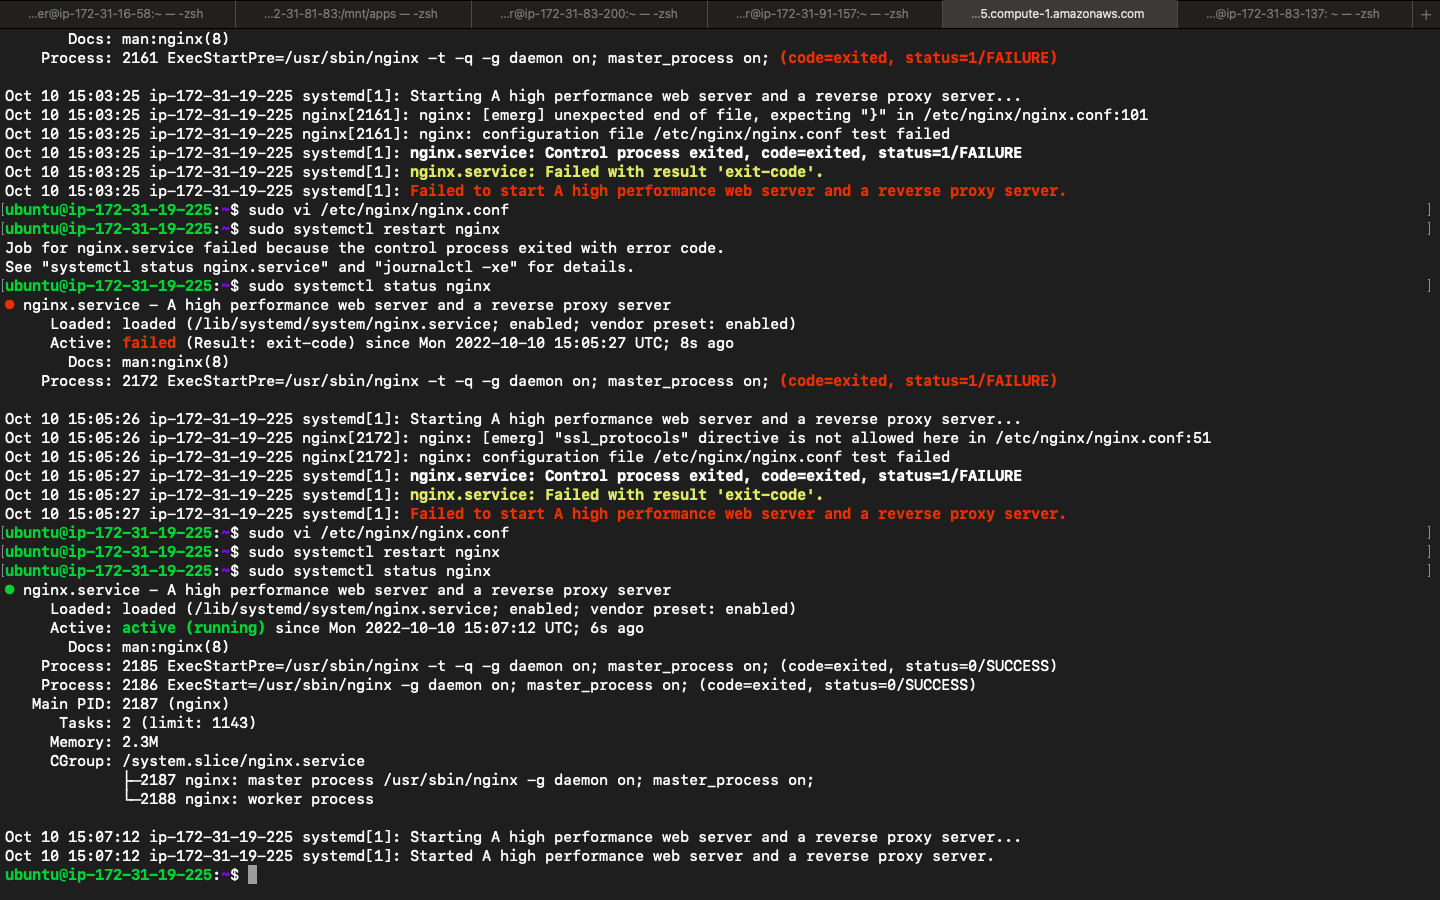 ...er@ip-172-31-16-58:~ — -zsh
...2-31-81-83:/mnt/apps — -zsh
...r@ip-172-31-83-200:~ — -zsh
...r@ip-172-31-91-157:~ — -zsh
...5.compute-1.amazonaws.com
...@ip-172-31-83-137: ~ — -zsh
+
Docs: man:nginx(8)
Process: 2161 ExecStartPre=/usr/sbin/nginx -t -q -g daemon on; master_process on; (code=exited, status=1/FAILURE)
Oct 10 15:03:25 ip-172-31-19-225 systemd[1]: Starting A high performance web server and a reverse proxy server...
Oct 10 15:03:25 ip-172-31-19-225 nginx[2161]: nginx: [emerg] unexpected end of file, expecting "}" in /etc/nginx/nginx.conf:101
Oct 10 15:03:25 ip-172-31-19-225 nginx[2161]: nginx: configuration file /etc/nginx/nginx.conf test failed
Oct 10 15:03:25 ip-172-31-19-225 systemd[1]: nginx.service: Control process exited, code=exited, status=1/FAILURE
Oct 10 15:03:25 ip-172-31-19-225 systemd[1]: nginx.service: Failed with result 'exit-code'.
Oct 10 15:03:25 ip-172-31-19-225 systemd[1]: Failed to start A high performance web server and a reverse proxy server.
[ubuntu@ip-172-31-19-225:~$ sudo vi /etc/nginx/nginx.conf ]
[ubuntu@ip-172-31-19-225:~$ sudo systemctl restart nginx ]
Job for nginx.service failed because the control process exited with error code.
See "systemctl status nginx.service" and "journalctl -xe" for details.
[ubuntu@ip-172-31-19-225:~$ sudo systemctl status nginx ]
● nginx.service - A high performance web server and a reverse proxy server
Loaded: loaded (/lib/systemd/system/nginx.service; enabled; vendor preset: enabled)
Active: failed (Result: exit-code) since Mon 2022-10-10 15:05:27 UTC; 8s ago
Docs: man:nginx(8)
Process: 2172 ExecStartPre=/usr/sbin/nginx -t -q -g daemon on; master_process on; (code=exited, status=1/FAILURE)
Oct 10 15:05:26 ip-172-31-19-225 systemd[1]: Starting A high performance web server and a reverse proxy server...
Oct 10 15:05:26 ip-172-31-19-225 nginx[2172]: nginx: [emerg] "ssl_protocols" directive is not allowed here in /etc/nginx/nginx.conf:51
Oct 10 15:05:26 ip-172-31-19-225 nginx[2172]: nginx: configuration file /etc/nginx/nginx.conf test failed
Oct 10 15:05:27 ip-172-31-19-225 systemd[1]: nginx.service: Control process exited, code=exited, status=1/FAILURE
Oct 10 15:05:27 ip-172-31-19-225 systemd[1]: nginx.service: Failed with result 'exit-code'.
Oct 10 15:05:27 ip-172-31-19-225 systemd[1]: Failed to start A high performance web server and a reverse proxy server.
[ubuntu@ip-172-31-19-225:~$ sudo vi /etc/nginx/nginx.conf ]
[ubuntu@ip-172-31-19-225:~$ sudo systemctl restart nginx ]
[ubuntu@ip-172-31-19-225:~$ sudo systemctl status nginx ]
● nginx.service - A high performance web server and a reverse proxy server
Loaded: loaded (/lib/systemd/system/nginx.service; enabled; vendor preset: enabled)
Active: active (running) since Mon 2022-10-10 15:07:12 UTC; 6s ago
Docs: man:nginx(8)
Process: 2185 ExecStartPre=/usr/sbin/nginx -t -q -g daemon on; master_process on; (code=exited, status=0/SUCCESS)
Process: 2186 ExecStart=/usr/sbin/nginx -g daemon on; master_process on; (code=exited, status=0/SUCCESS)
Main PID: 2187 (nginx)
Tasks: 2 (limit: 1143)
Memory: 2.3M
CGroup: /system.slice/nginx.service
├─2187 nginx: master process /usr/sbin/nginx -g daemon on; master_process on;
└─2188 nginx: worker process
Oct 10 15:07:12 ip-172-31-19-225 systemd[1]: Starting A high performance web server and a reverse proxy server...
Oct 10 15:07:12 ip-172-31-19-225 systemd[1]: Started A high performance web server and a reverse proxy server.
ubuntu@ip-172-31-19-225:~$